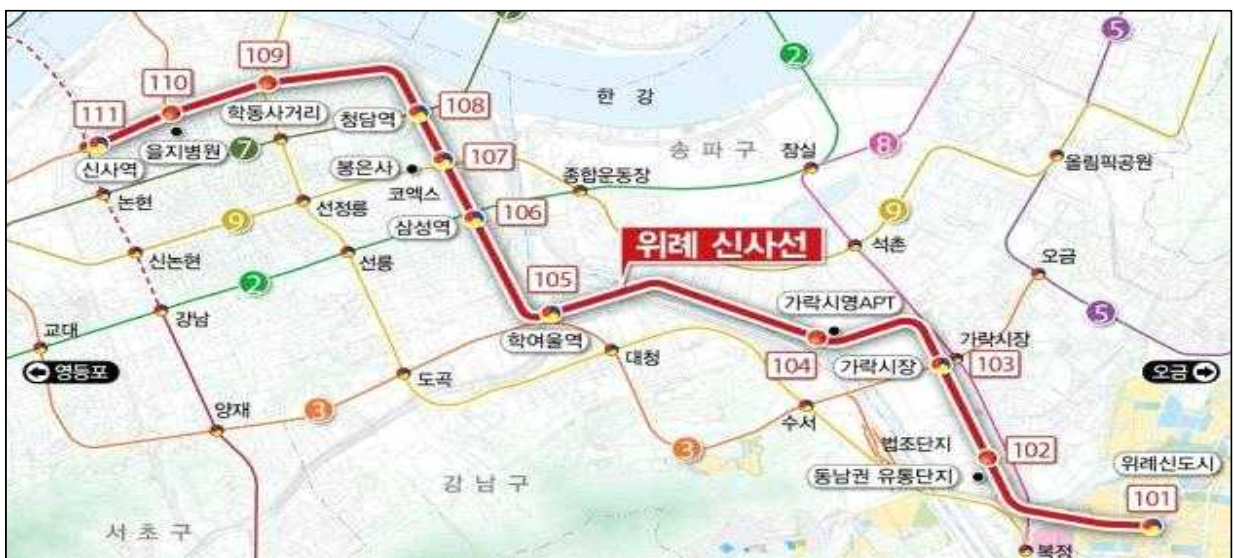 7
109
110
학동사거리
111
108
청담역
한 강
2
5
신사역
을지병원
7
107
송파구
잠실
8
올림픽공원
논현
봉은사
코엑스
종합운동장
9
선정릉
106
9
신논현
삼성역
위례 신사선
석촌
2
선릉
105
오금
교대
강남
가락시명APT
5
영등포
학여울역
대청
104
가락시장
가락시장
103
오금
도곡
양재
3
수서
3
법조단지
102
강남구
동남권 유통단지
위례신도시
101
서초구
복정